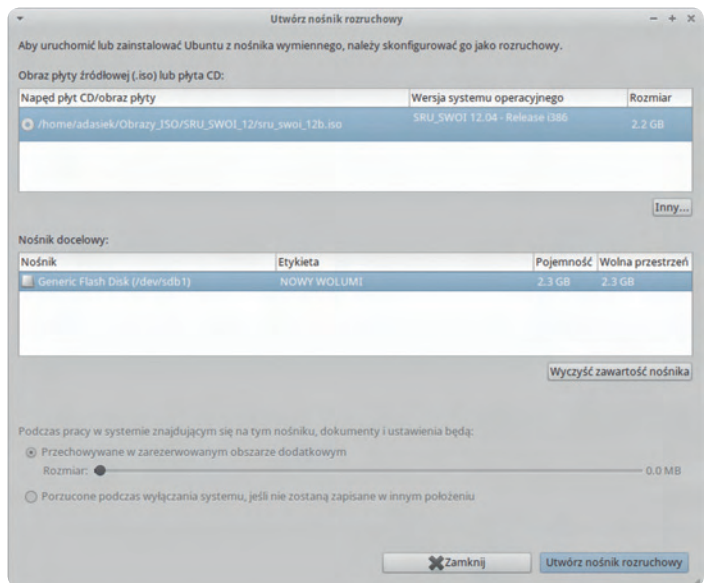 Utwórz nośnik rozruchowy
Aby uruchomić lub zainstalować Ubuntu z nośnika wymiennego, należy skonfigurować go jako rozruchowy.
Obraz płyty źródłowej (.iso) lub płyta CD:
Napęd płyt CD/obraz płyty Wersja systemu operacyjnego Rozmiar
/home/adasiek/Obrazy_ISO/SRU_SWOI_12/sru_swoi_12b.iso SRU_SWOI 12.04 - Release i386 2.2 GB
Inny...
Nośnik docelowy:
Nośnik Etykieta Pojemność Wolna przestrzeń
Generic Flash Disk (/dev/sdb1) NOWY WOLUMI 2.3 GB 2.3 GB
Wyczyść zawartość nośnika
Podczas pracy w systemie znajdującym się na tym nośniku, dokumenty i ustawienia będą:
Przechowywane w zarezerwowanym obszarze dodatkowym
Rozmiar: 0.0 MB
Porzucone podczas wyłączania systemu, jeśli nie zostaną zapisane w innym położeniu
Zamknij Utwórz nośnik rozruchowy